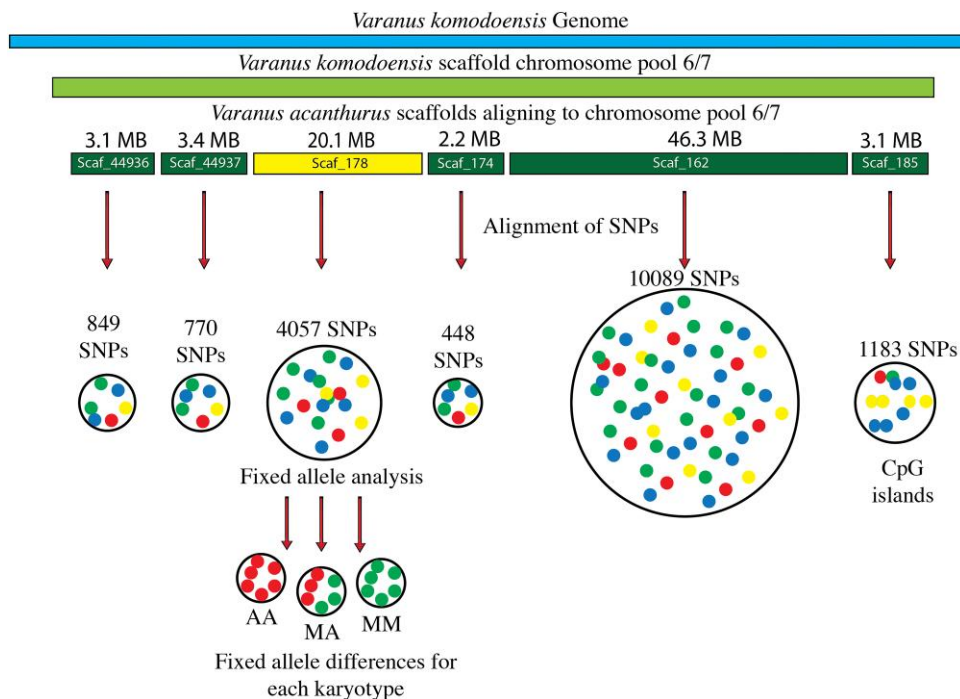 Varanus komodoensis Genome
Varanus komodoensis scaffold chromosome pool 6/7
Varanus acanthurus scaffolds aligning to chromosome pool 6/7
3.1 MB 3.4 MB 20.1 MB 2.2 MB 46.3 MB 3.1 MB
Scaf_44936 Scaf_44937 Scaf_178 Scaf_174 Scaf_162 Scaf_185
Alignment of SNPs
849
SNPs
770
SNPs
4057 SNPs
448
SNPs
10089 SNPs
1183 SNPs
Fixed allele analysis
CpG
islands
AA MA MM
Fixed allele differences for
each karyotype